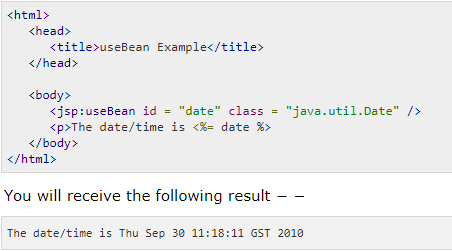 <html>
<head>
<title>useBean Example</title>
</head>
<body>
<jsp:useBean id = "date" class = "java.util.Date" />
<p>The date/time is <%= date %>
</body>
</html>
You will receive the following result − −
The date/time is Thu Sep 30 11:18:11 GST 2010